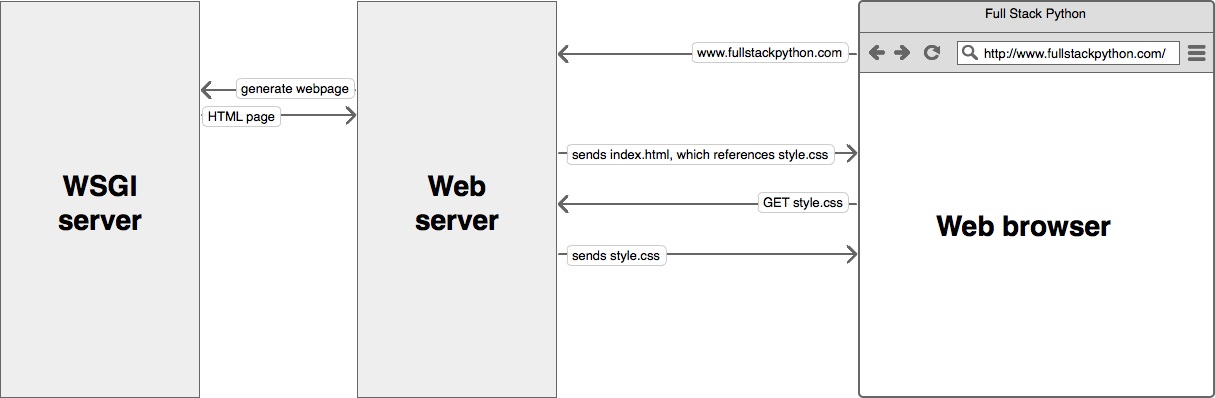 Full Stack Python
www.fullstackpython.com
http://www.fullstackpython.com/
generate webpage
HTML page
sends index.html, which references style.css
WSGI
server
Web
server
GET style.css
Web browser
sends style.css